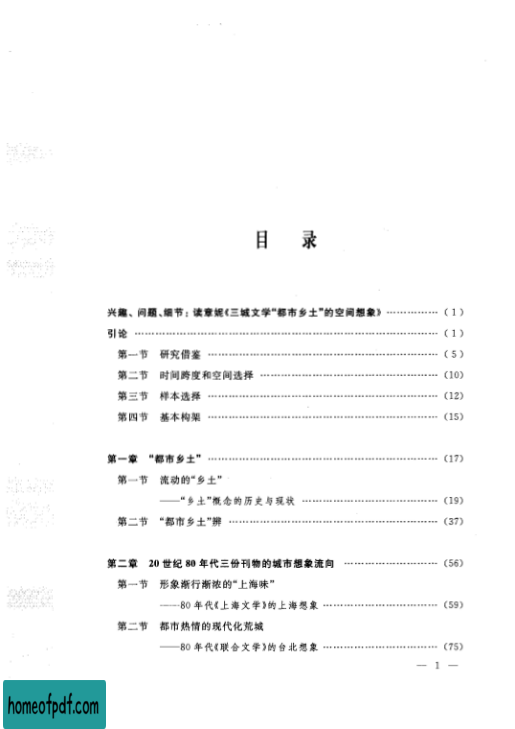 目 录
兴趣、问题、细节：读章妮《三城文学“都市乡土”的空间想象》 ……………（1）
引论 ……………（1）
第一节 研究借鉴 ……………（5）
第二节 时间跨度和空间选择 ……………（10）
第三节 样本选择 ……………（12）
第四节 基本构架 ……………（15）
第一章 “都市乡土” ……………（17）
第一节 流动的“乡土”
——“乡土”概念的历史与现状 ……………（19）
第二节 “都市乡土”辨 ……………（37）
第二章 20世纪80年代三份刊物的城市想象流向 ……………（56）
第一节 形象渐行渐浓的“上海味”
——80年代《上海文学》的上海想象 ……………（59）
第二节 都市热情的现代化荒城
——80年代《联合文学》的台北想象 ……………（75）
— 1 —
homeofpdf.com